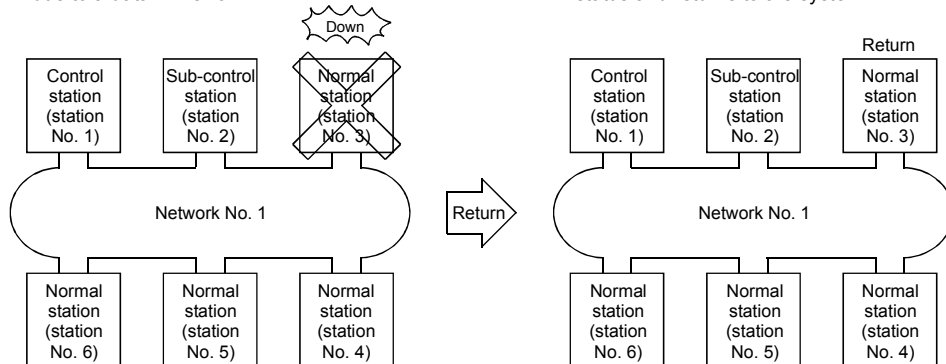 Down
Return
Control
station
(station
No. 1)
Sub-control
station
(station
No. 2)
Normal
station
(station
No. 3)
Control
station
(station
No. 1)
Sub-control
station
(station
No. 2)
Normal
station
(station
No. 3)
Network No. 1
Return
Network No. 1
Normal
station
(station
No. 6)
Normal
station
(station
No. 5)
Normal
station
(station
No. 4)
Normal
station
(station
No. 6)
Normal
station
(station
No. 5)
Normal
station
(station
No. 4)